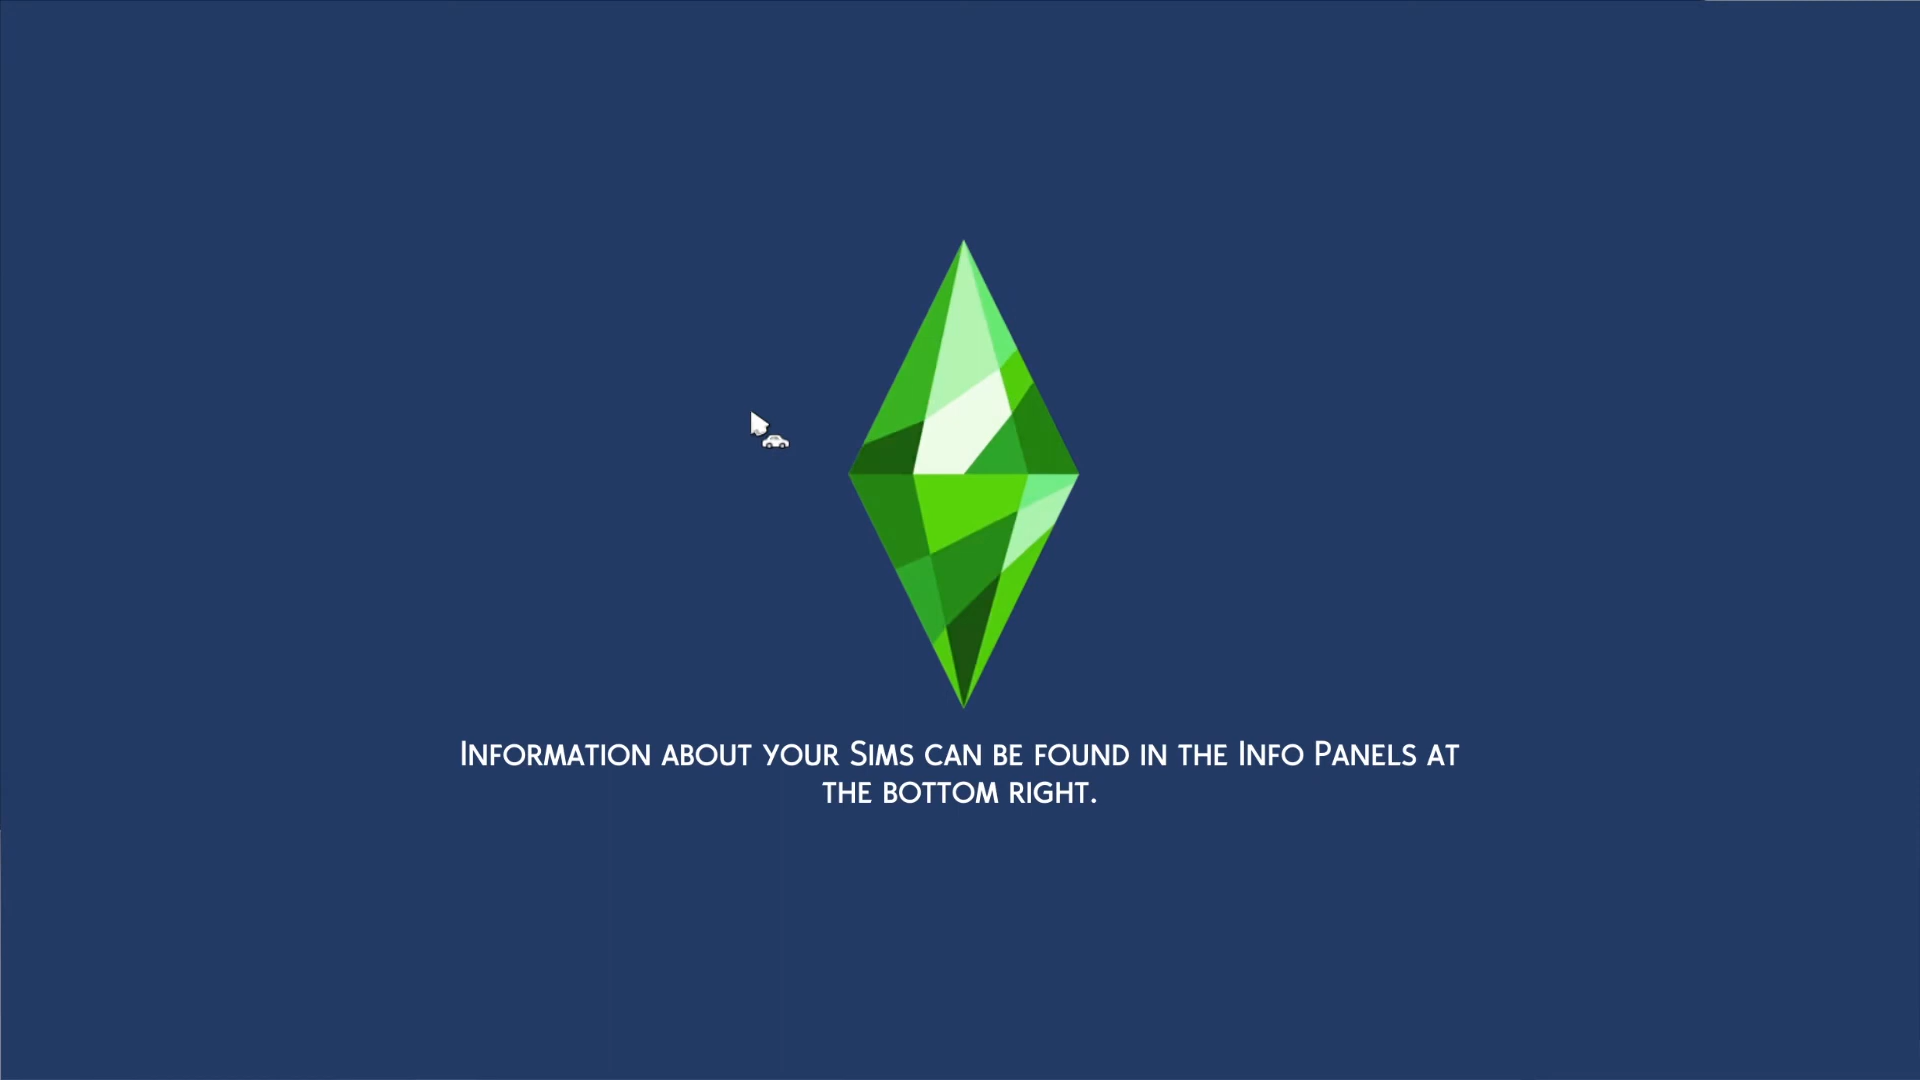 Information about your Sims can be found in the Info Panels at
the bottom right.